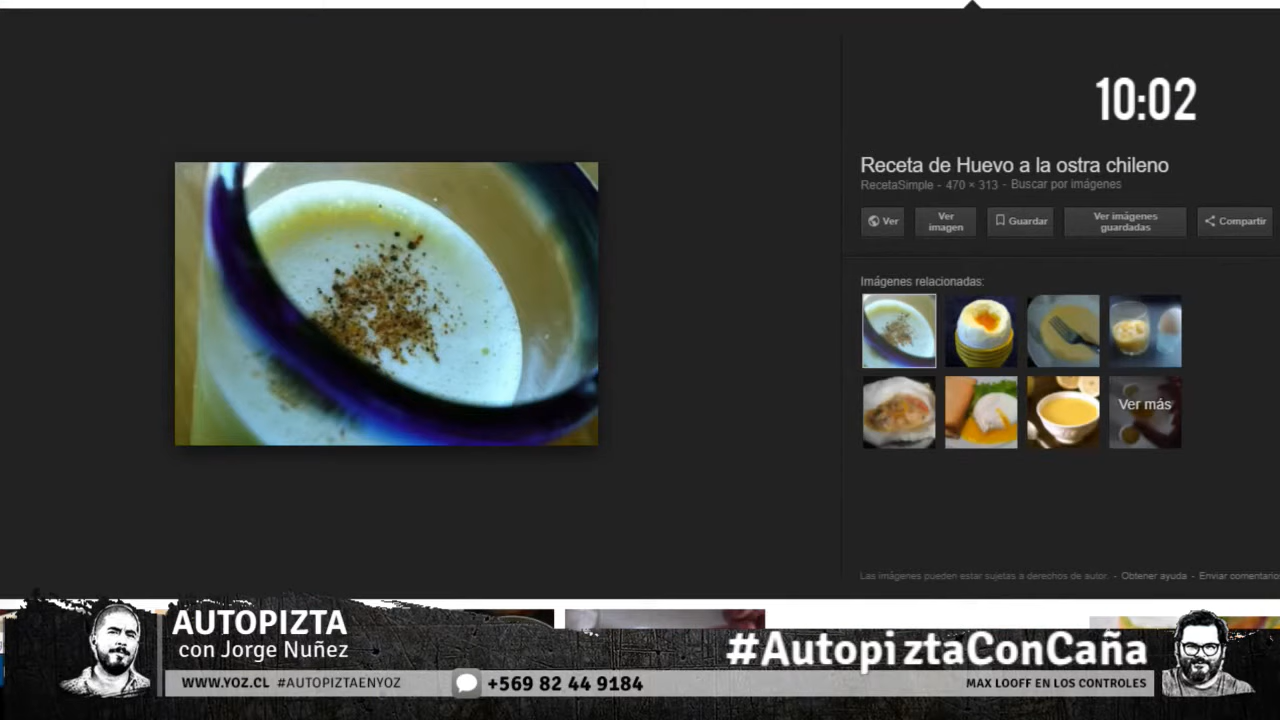 10:02
Receta de Huevo a la ostra chileno
RecetaSimple - 470 × 313 - Buscar por imágenes
Ver
Ver imagen
Guardar
Ver imágenes guardadas
Compartir
Imágenes relacionadas:
Ver más
Las imágenes pueden estar sujetas a derechos de autor. - Obtener ayuda - Enviar comentario
AUTOPIZTA
con Jorge Nuñez
#AutopiztaConCaña
WWW.YOZ.CL #AUTOPIZTAENYOZ
+569 82 44 9184
MAX LOOFF EN LOS CONTROLES